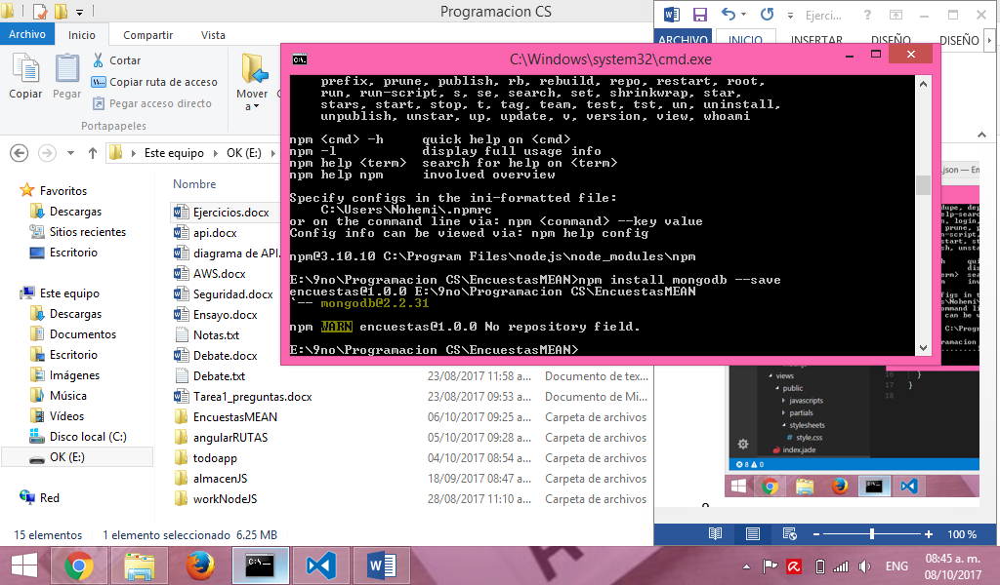 Programacion CS
Archivo Inicio Compartir Vista
Copiar Pegar Cortar
Copiar ruta de acceso
Pegar acceso directo
Portapapeles
Mover
a
Este equipo OK (E:)
Favoritos
Descargas
Sitios recientes
Escritorio
Este equipo
Descargas
Documentos
Escritorio
Imágenes
Música
Vídeos
Disco local (C:)
OK (E:)
Red
Nombre
Ejercicios.docx
api.docx
diagrama de API.
AWS.docx
Seguridad.docx
Ensayo.docx
Notas.txt
Debate.docx
Debate.txt 23/08/2017 11:58 a... Documento de tex...
Tarea1_preguntas.docx 23/08/2017 09:53 a... Documento de Mi...
EncuestasMEAN 06/10/2017 09:25 a... Carpeta de archivos
angularRUTAS 05/10/2017 09:28 a... Carpeta de archivos
todoapp 04/10/2017 08:54 a... Carpeta de archivos
almacenJS 18/09/2017 08:47 a... Carpeta de archivos
workNodeJS 28/08/2017 11:10 a... Carpeta de archivos
15 elementos 1 elemento seleccionado 6.25 MB
C:\Windows\system32\cmd.exe
prefix, prune, publish, rb, rebuild, repo, restart, root,
run, run-script, s, se, search, set, shrinkwrap, star,
stars, start, stop, t, tag, team, test, tst, un, uninstall,
unpublish, unstar, up, update, v, version, view, whoami
npm <cmd> -h quick help on <cmd>
npm -l display full usage info
npm help <term> search for help on <term>
npm help npm involved overview
Specify configs in the ini-formatted file:
C:\Users\Nohemi\.npmrc
or on the command line via: npm <command> --key value
Config info can be viewed via: npm help config
npm@3.10.10 C:\Program Files\nodejs\node_modules\npm
E:\9no\Programacion CS\EncuestasMEAN>npm install mongodb --save
encuestas@1.0.0 E:\9no\Programacion CS\EncuestasMEAN
`-- mongodb@2.2.31
npm WARN encuestas@1.0.0 No repository field.
E:\9no\Programacion CS\EncuestasMEAN>
Ejerci... ?
ARCHIVO INICIO INSERTAR DISEÑO DISEÑO
.json — En
views
public
javascripts
partials
stylesheets
# style.css
index.jade
16 }
17 }
18
8 0
100 %
ENG
08:45 a. m.
08/10/2017